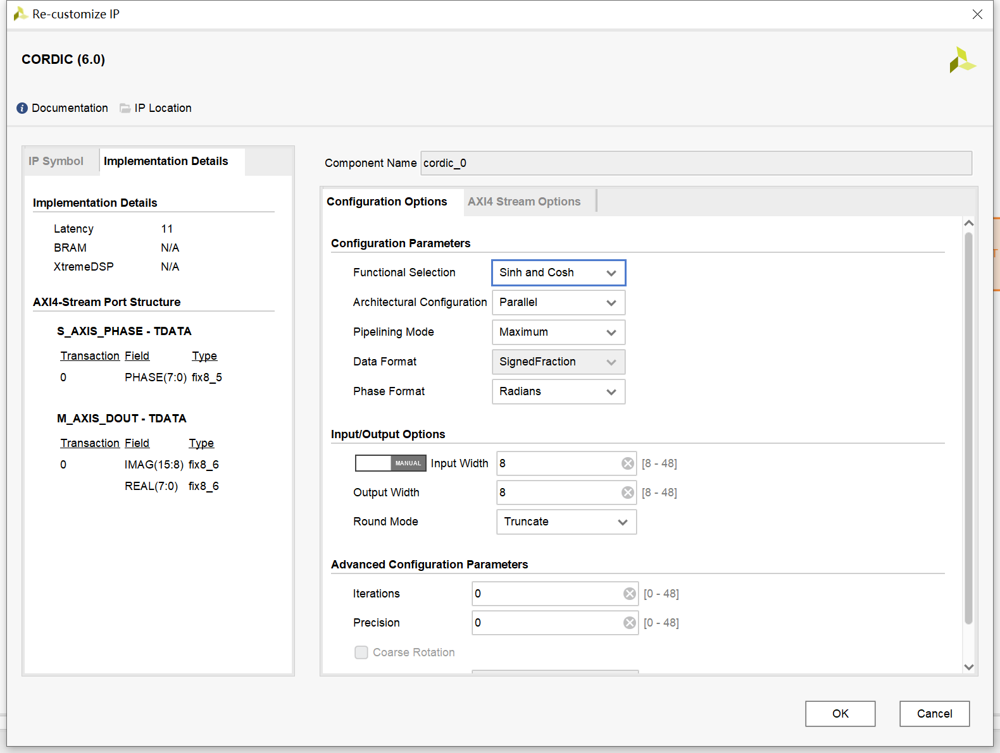 Re-customize IP
CORDIC (6.0)
Documentation IP Location
IP Symbol Implementation Details
Implementation Details
Latency 11
BRAM N/A
XtremeDSP N/A
AXI4-Stream Port Structure
S_AXIS_PHASE - TDATA
Transaction Field Type
0 PHASE(7:0) fix8_5
M_AXIS_DOUT - TDATA
Transaction Field Type
0 IMAG(15:8) fix8_6
REAL(7:0) fix8_6
Component Name cordic_0
Configuration Options AXI4 Stream Options
Configuration Parameters
Functional Selection Sinh and Cosh
Architectural Configuration Parallel
Pipelining Mode Maximum
Data Format SignedFraction
Phase Format Radians
Input/Output Options
MANUAL Input Width 8 [8 - 48]
Output Width 8 [8 - 48]
Round Mode Truncate
Advanced Configuration Parameters
Iterations 0 [0 - 48]
Precision 0 [0 - 48]
Coarse Rotation
OK Cancel